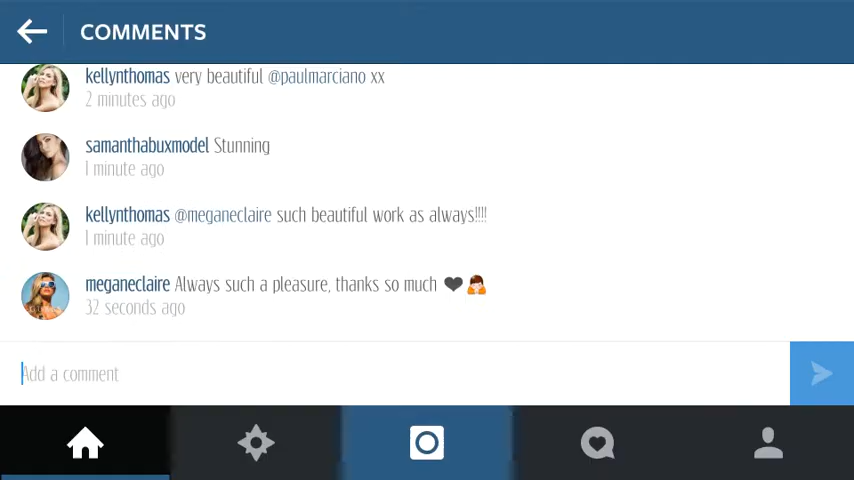 COMMENTS
kellynthomas very beautiful @paulmarciano xx
2 minutes ago
samanthabuxmodel Stunning
1 minute ago
kellynthomas @meganeclaire such beautiful work as always!!!!
1 minute ago
meganeclaire Always such a pleasure, thanks so much ❤🙏
32 seconds ago
Add a comment